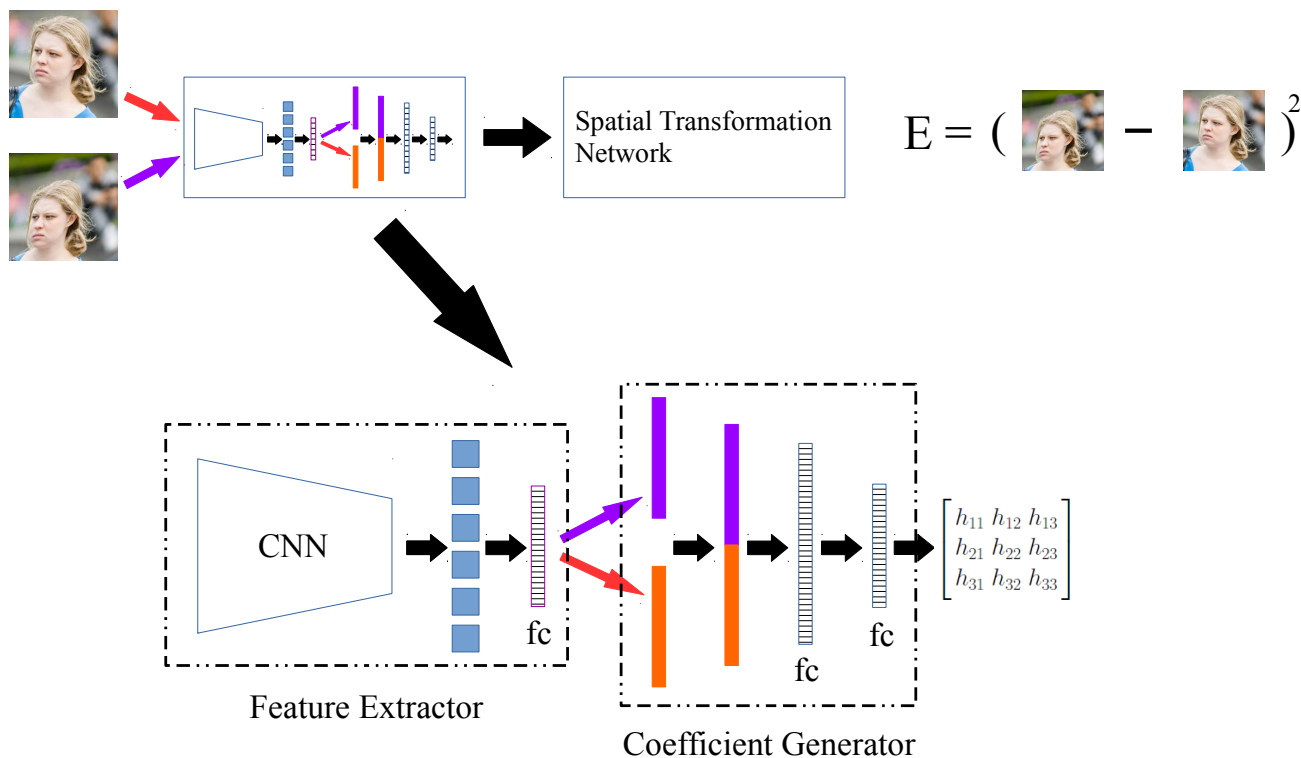 Spatial Transformation
Network
E = ( − )²
CNN
fc
fc
fc
h₁₁ h₁₂ h₁₃
h₂₁ h₂₂ h₂₃
h₃₁ h₃₂ h₃₃
Feature Extractor
Coefficient Generator